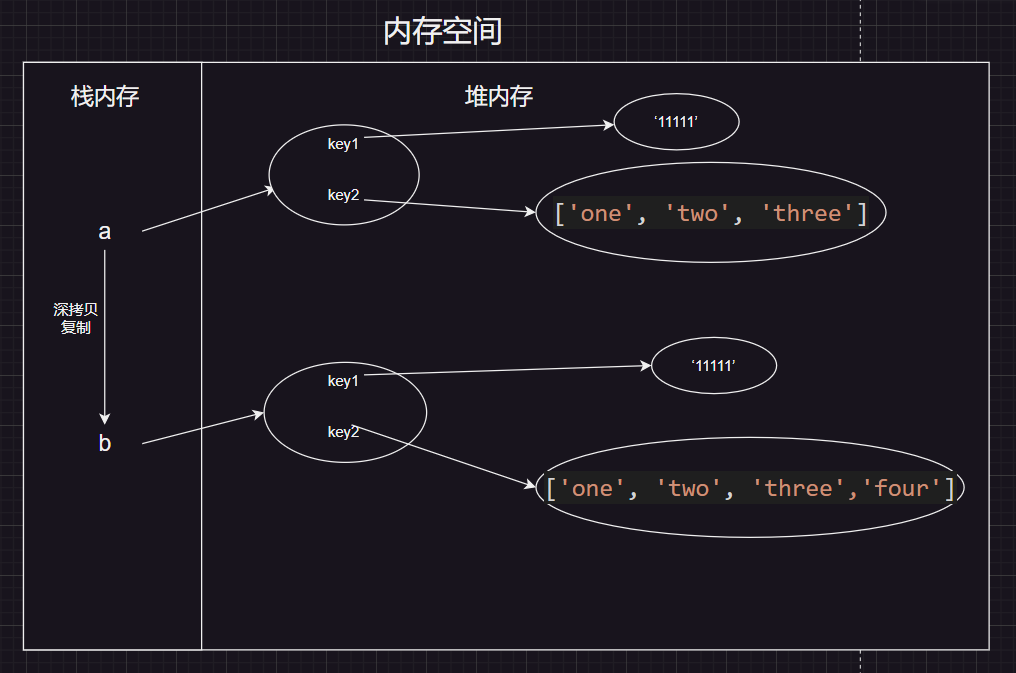 内存空间
栈内存
堆内存
key1
‘11111’
key2
['one', 'two', 'three']
a
深拷贝
复制
key1
‘11111’
key2
b
['one', 'two', 'three','four']